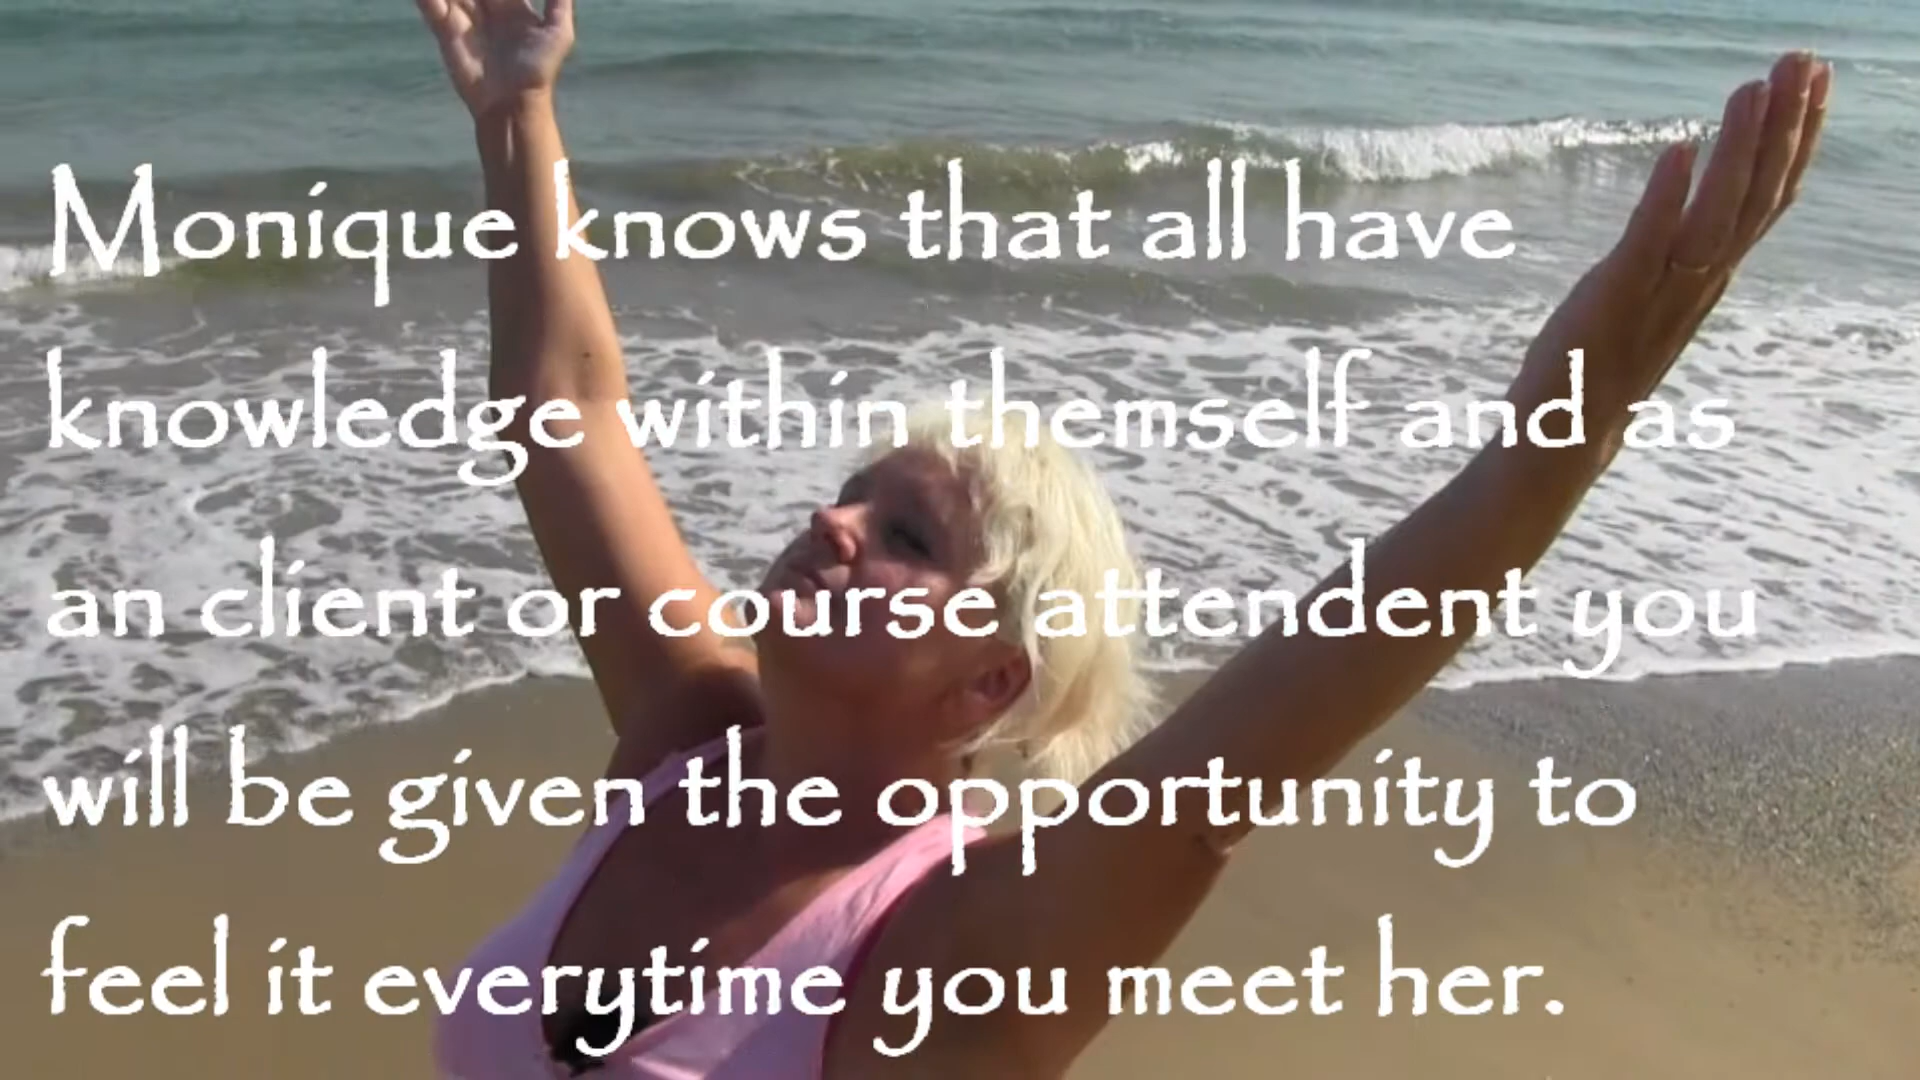 Monique knows that all have
knowledge within themself and as
an client or course attendent you
will be given the opportunity to
feel it everytime you meet her.